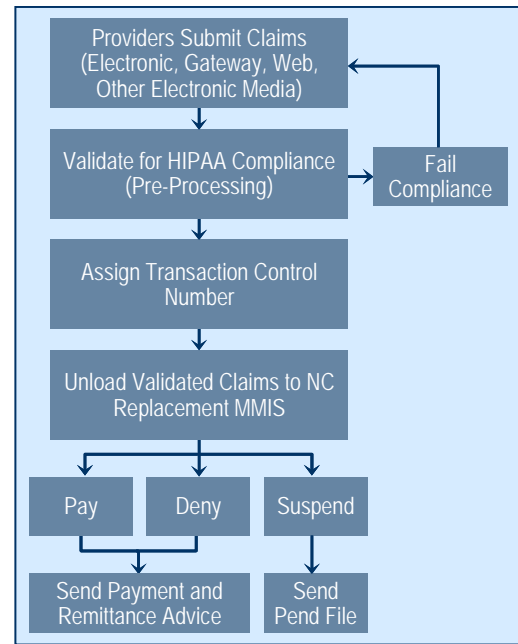 Providers Submit Claims
(Electronic, Gateway, Web,
Other Electronic Media)
Validate for HIPAA Compliance
(Pre-Processing)
Fail
Compliance
Assign Transaction Control
Number
Unload Validated Claims to NC
Replacement MMIS
Pay
Deny
Suspend
Send Payment and
Remittance Advice
Send
Pend File